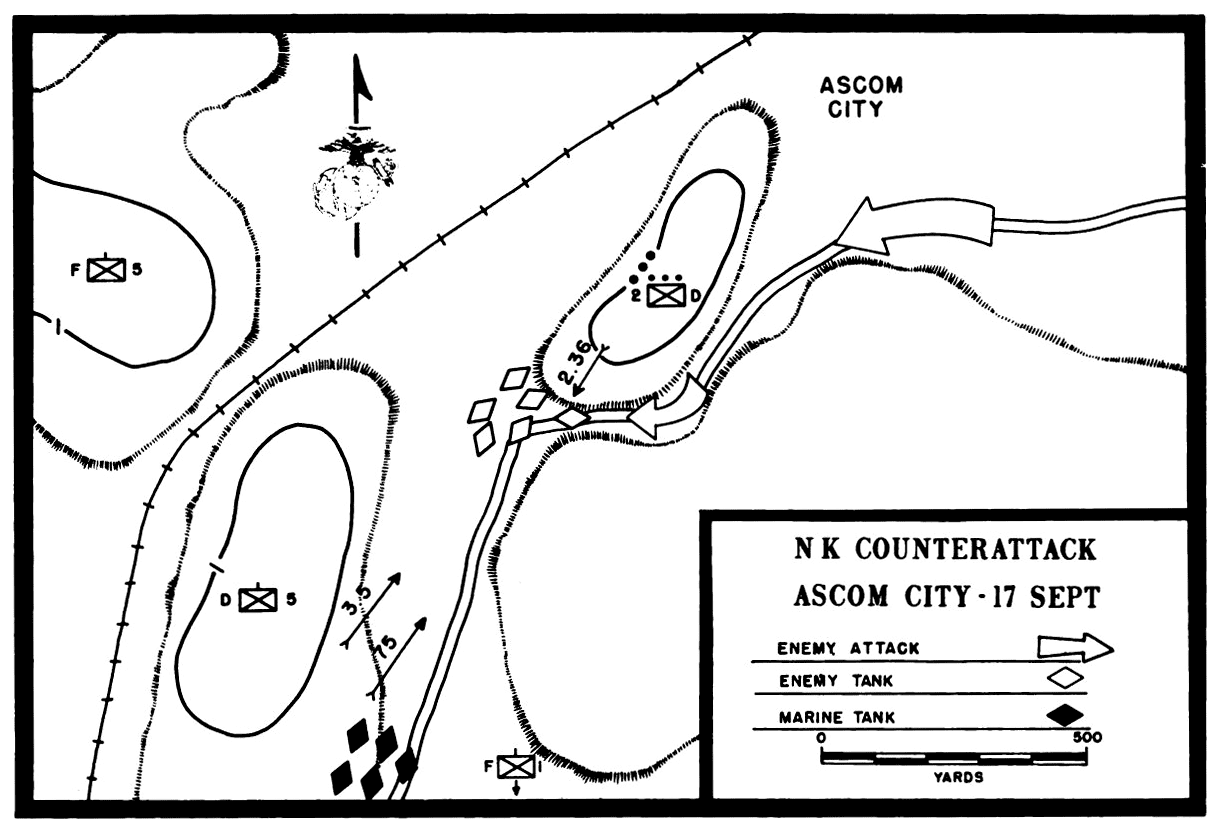 ASCOM
CITY
F 5
2 D
2.36
D 5
3.5
75
F 1
N K COUNTERATTACK
ASCOM CITY - 17 SEPT
ENEMY ATTACK
ENEMY TANK
MARINE TANK
0 500
YARDS